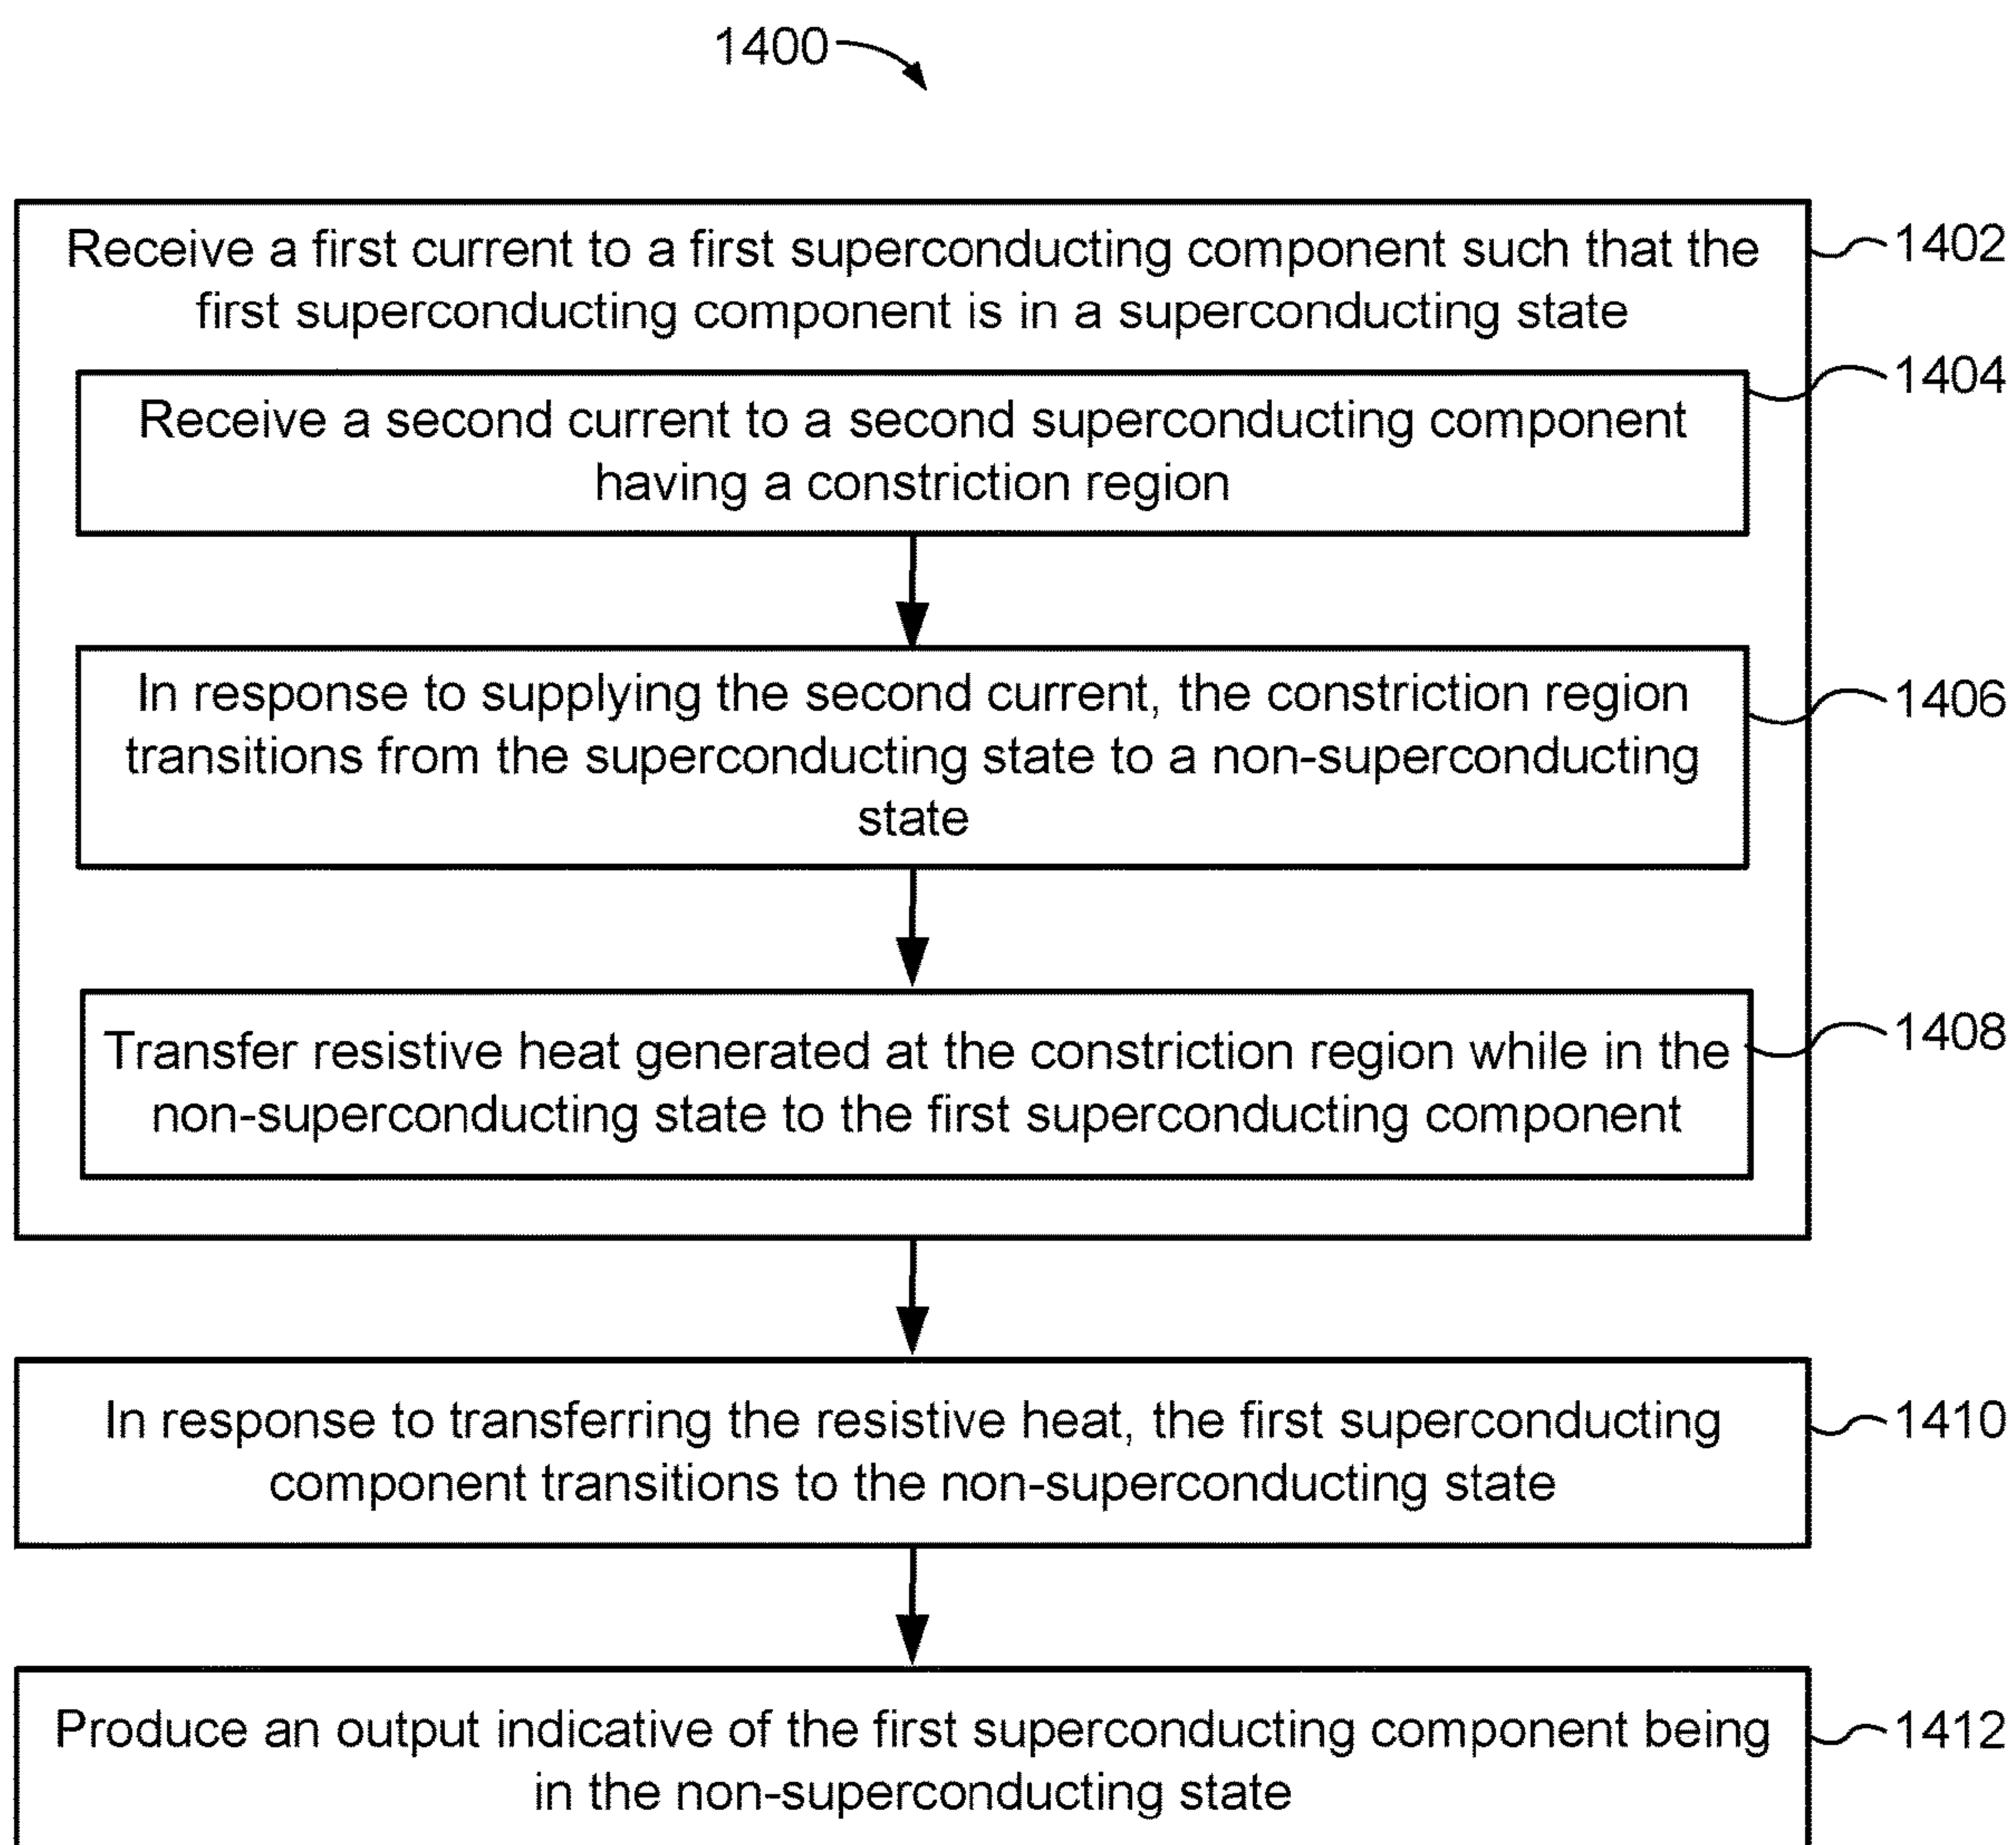 1400
Receive a first current to a first superconducting component such that the
first superconducting component is in a superconducting state
1402
Receive a second current to a second superconducting component
having a constriction region
1404
In response to supplying the second current, the constriction region
transitions from the superconducting state to a non-superconducting
state
1406
Transfer resistive heat generated at the constriction region while in the
non-superconducting state to the first superconducting component
1408
In response to transferring the resistive heat, the first superconducting
component transitions to the non-superconducting state
1410
Produce an output indicative of the first superconducting component being
in the non-superconducting state
1412